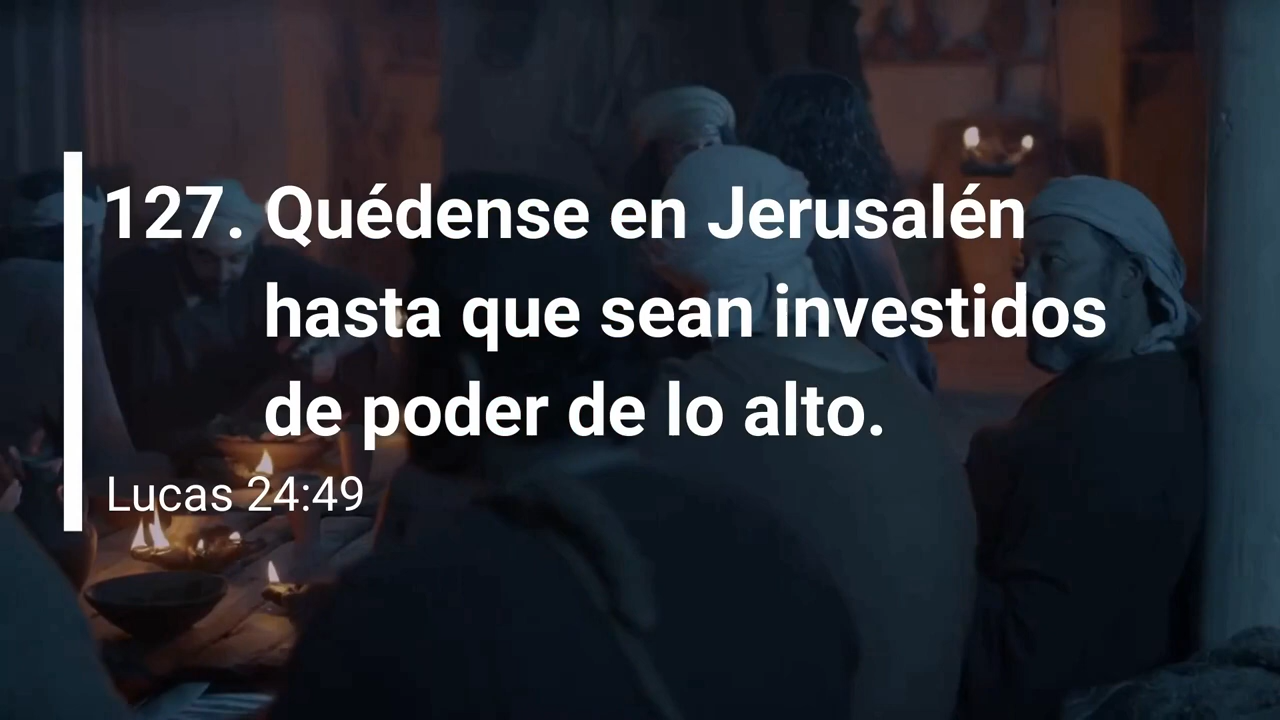 127. Quédense en Jerusalén
hasta que sean investidos
de poder de lo alto.
Lucas 24:49